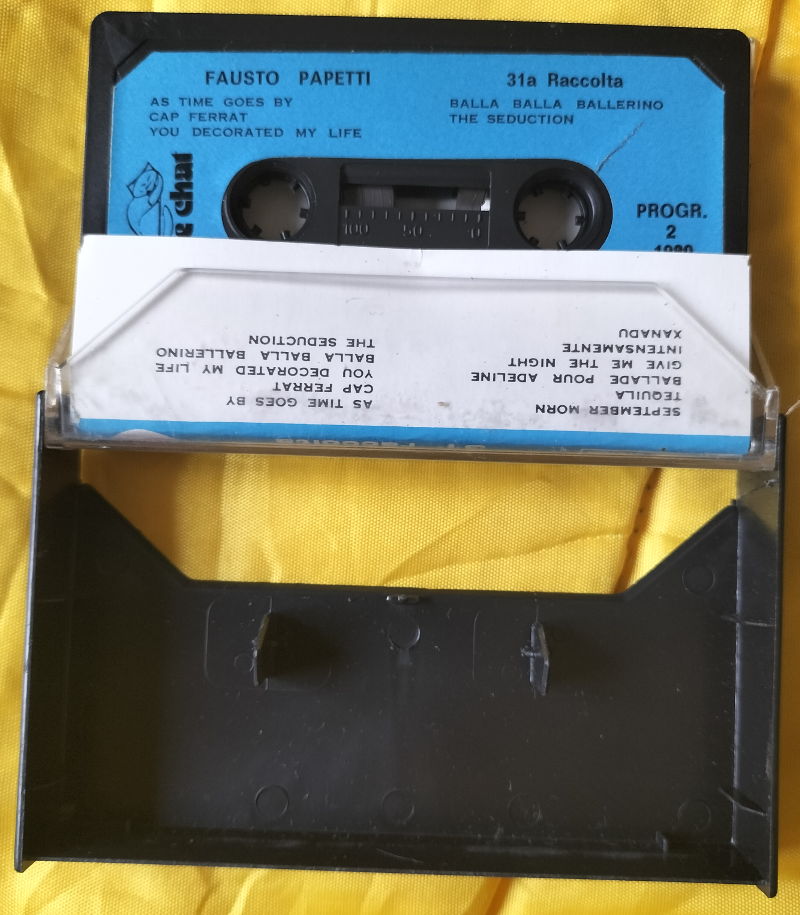 FAUSTO PAPETTI
31a Raccolta
AS TIME GOES BY
CAP FERRAT
YOU DECORATED MY LIFE
BALLA BALLA BALLERINO
THE SEDUCTION
chat
PROGR.
2
1980
100 50 0
SEPTEMBER MORN
TEQUILA
BALLADE POUR ADELINE
GIVE ME THE NIGHT
INTENSAMENTE
XANADU
AS TIME GOES BY
CAP FERRAT
YOU DECORATED MY LIFE
BALLA BALLA BALLERINO
THE SEDUCTION